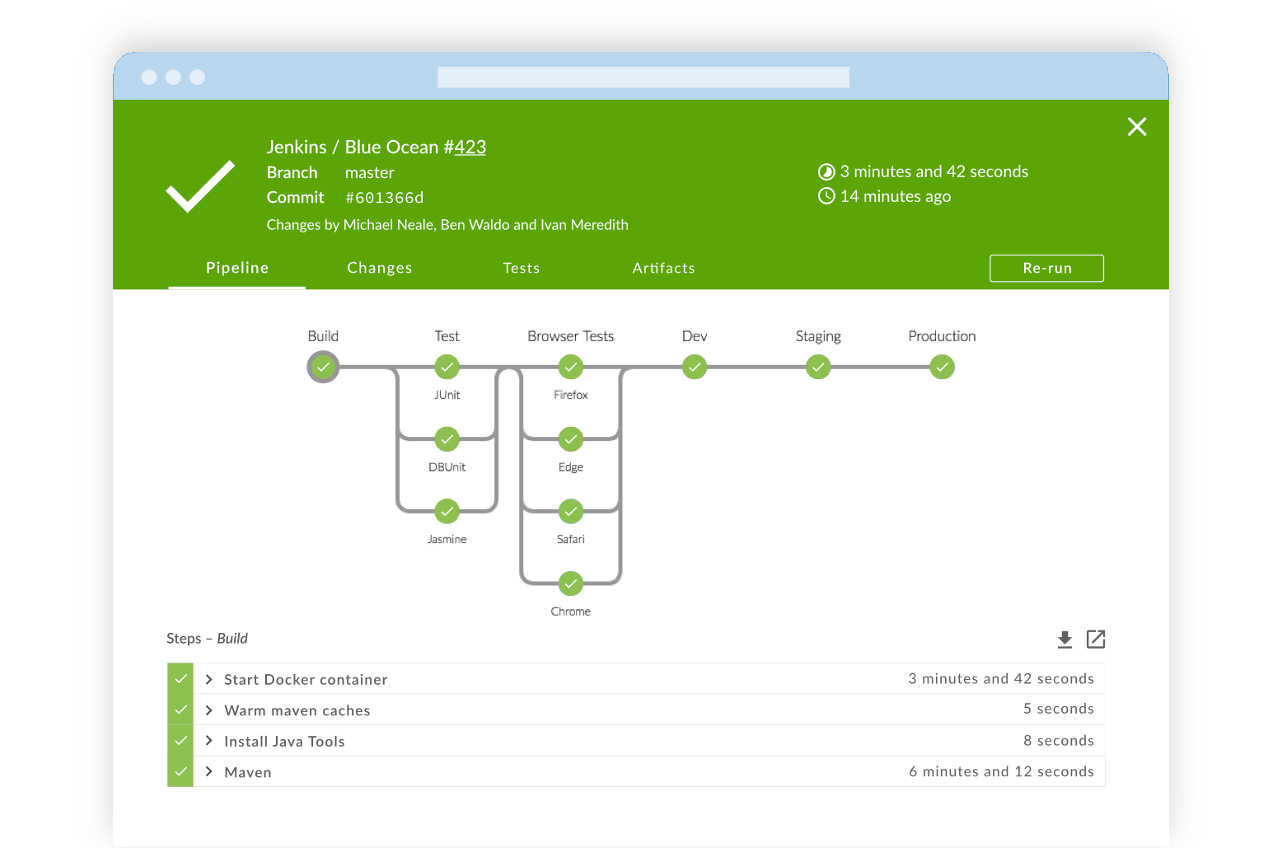 Jenkins / Blue Ocean #423
Branch master
Commit #601366d
Changes by Michael Neale, Ben Waldo and Ivan Meredith
3 minutes and 42 seconds
14 minutes ago
Pipeline Changes Tests Artifacts Re-run
Build Test Browser Tests Dev Staging Production
JUnit Firefox
DBUnit Edge
Jasmine Safari
Chrome
Steps – Build
Start Docker container 3 minutes and 42 seconds
Warm maven caches 5 seconds
Install Java Tools 8 seconds
Maven 6 minutes and 12 seconds